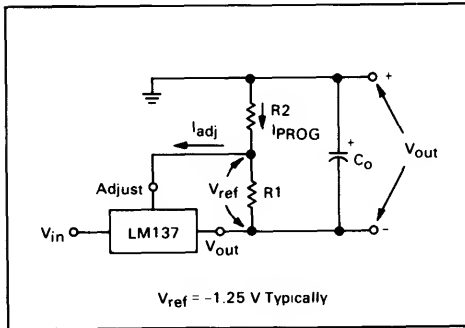 +
R2
IPROG
Iadj
+
CO
Vout
Adjust
Vref
R1
Vin
LM137
Vout
-
Vref = -1.25 V Typically